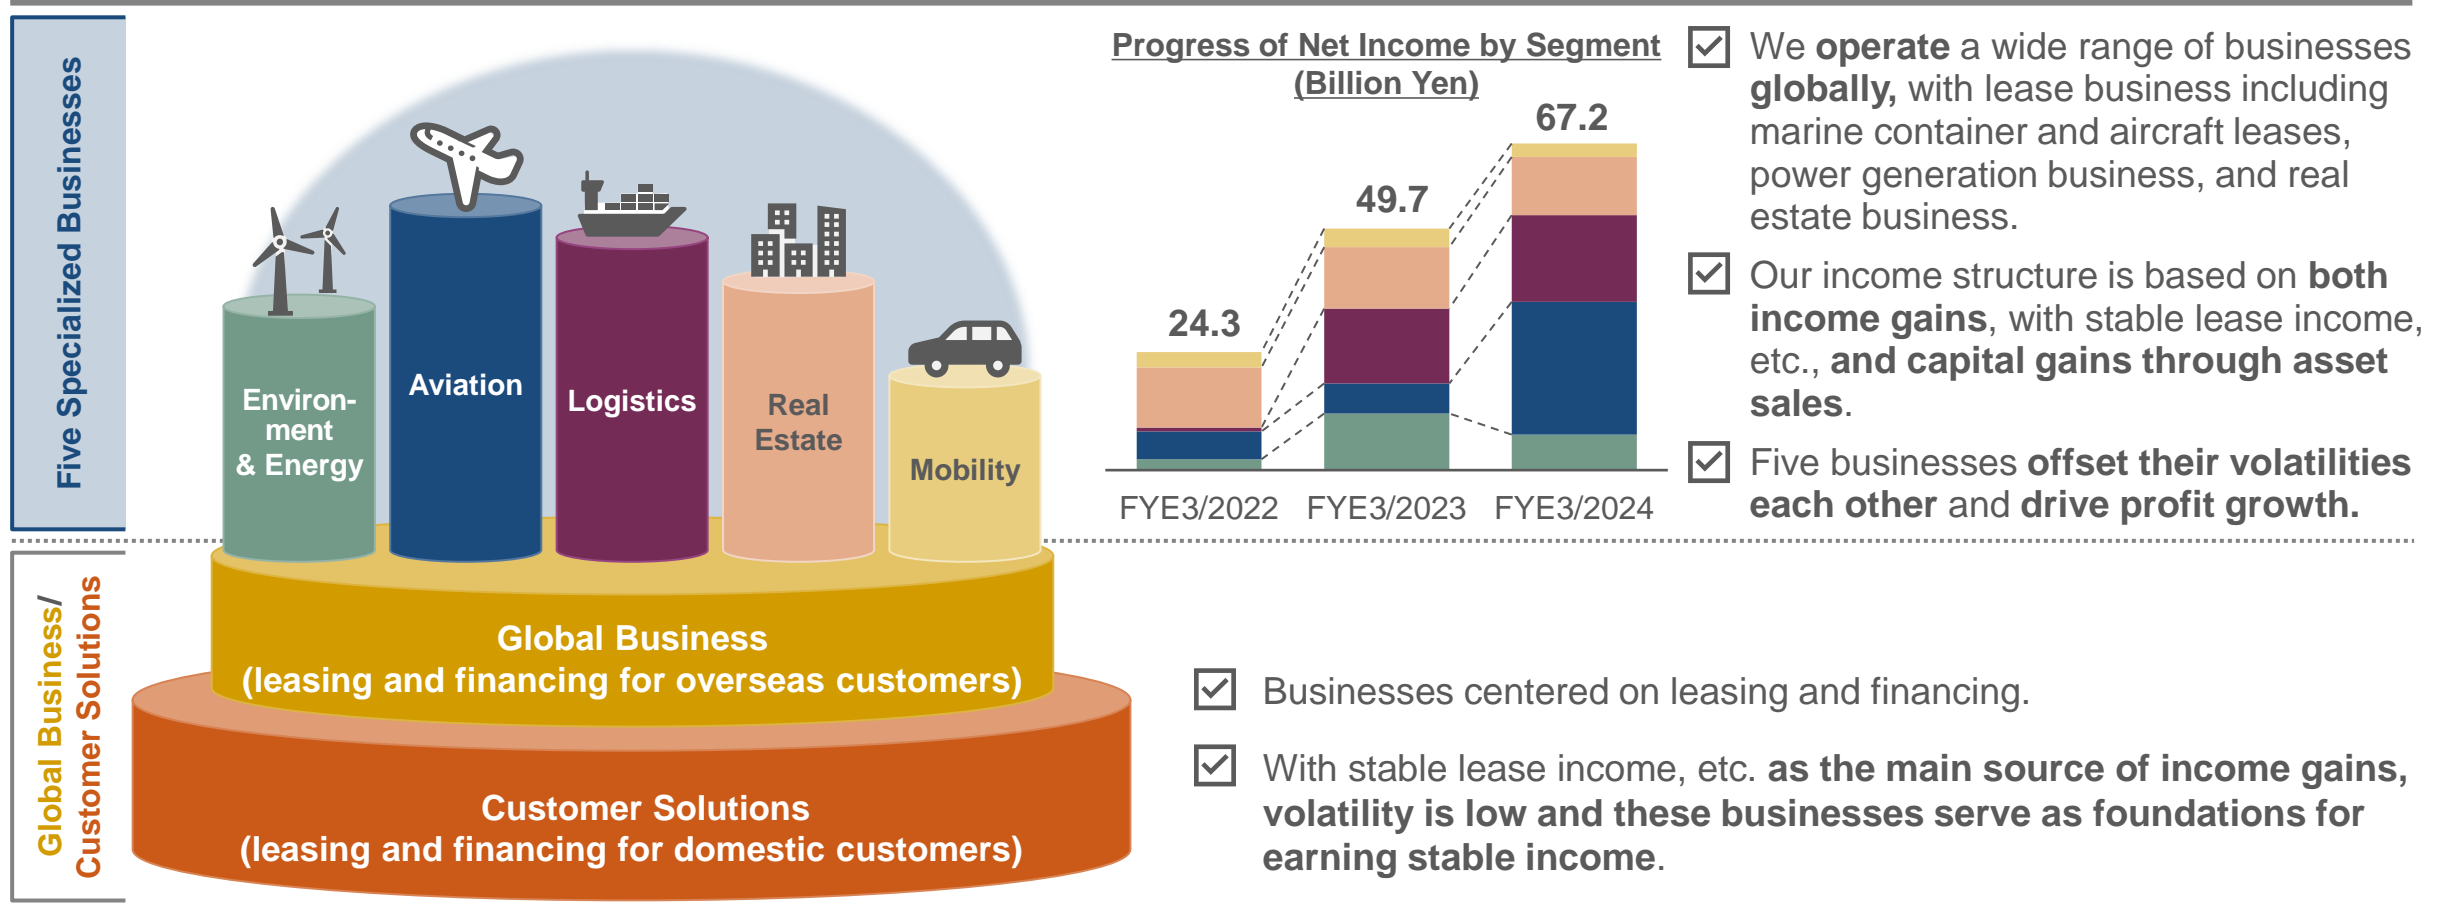 Five Specialized Businesses
Environ-
ment
& Energy
Aviation
Logistics
Real
Estate
Mobility
Progress of Net Income by Segment
(Billion Yen)
24.3
49.7
67.2
FYE3/2022
FYE3/2023
FYE3/2024
We operate a wide range of businesses
globally, with lease business including
marine container and aircraft leases,
power generation business, and real
estate business.
Our income structure is based on both
income gains, with stable lease income,
etc., and capital gains through asset
sales.
Five businesses offset their volatilities
each other and drive profit growth.
Global Business/
Customer Solutions
Global Business
(leasing and financing for overseas customers)
Customer Solutions
(leasing and financing for domestic customers)
Businesses centered on leasing and financing.
With stable lease income, etc. as the main source of income gains,
volatility is low and these businesses serve as foundations for
earning stable income.